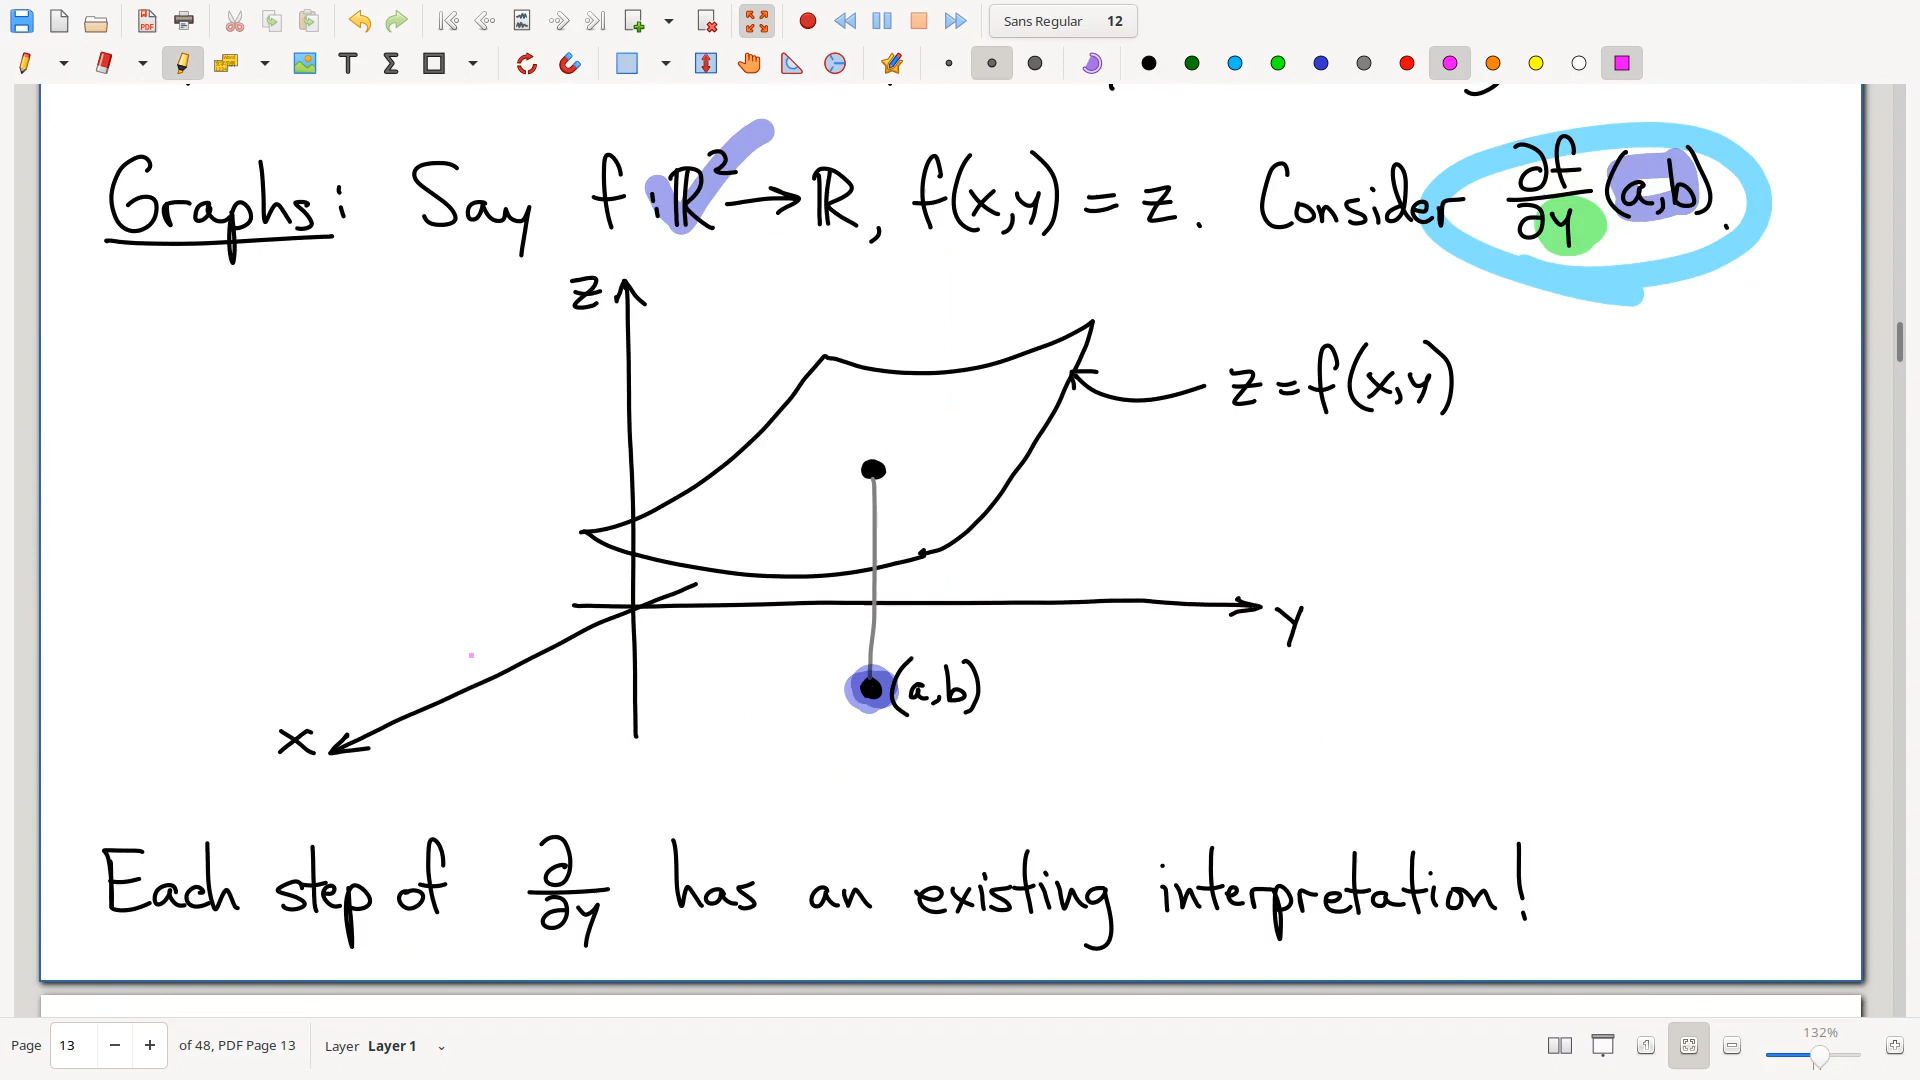 Sans Regular 12
Graphs: Say f:ℝ²→ℝ, f(x,y)=z. Consider ∂f/∂y (a,b).
z
z=f(x,y)
y
(a,b)
x
Each step of ∂/∂y has an existing interpretation!
Page 13 − + of 48, PDF Page 13 Layer Layer 1 132%